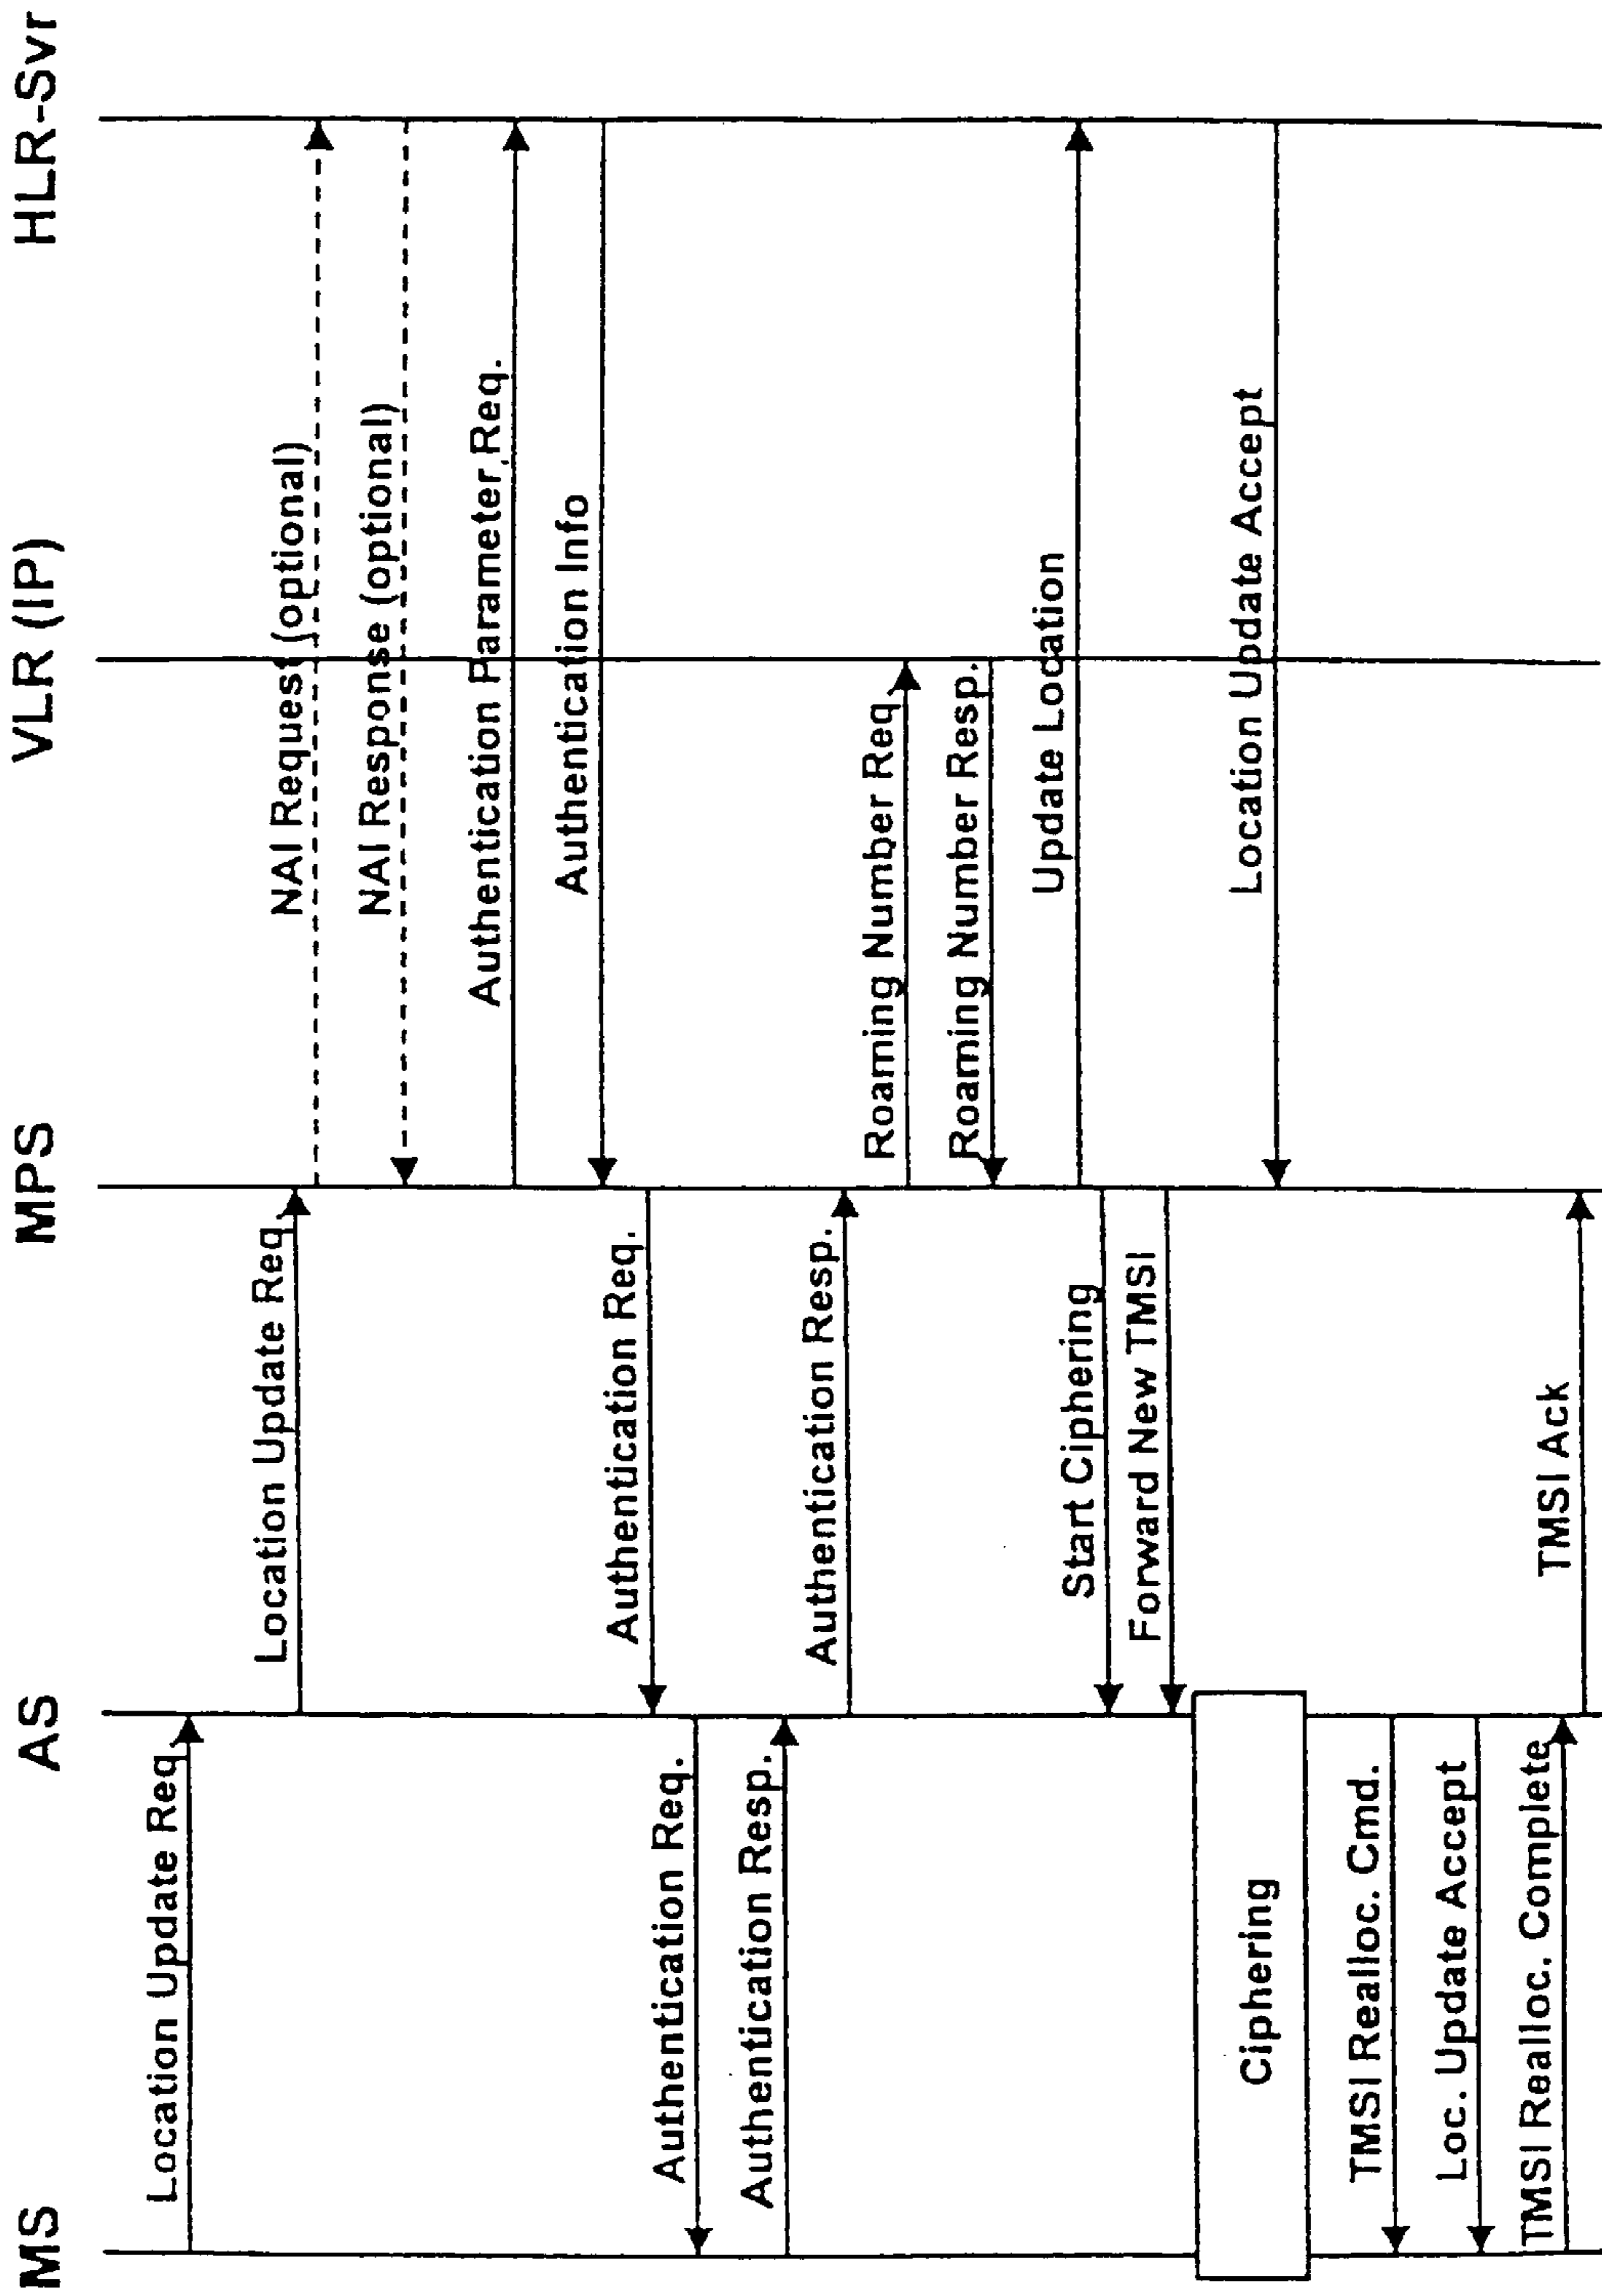 MS
AS
MPS
VLR (IP)
HLR-Svr
Location Update Req.
Location Update Req.
NAI Request (optional)
NAI Response (optional)
Authentication Parameter Req.
Authentication Info
Authentication Req.
Authentication Req.
Authentication Resp.
Authentication Resp.
Roaming Number Req.
Roaming Number Resp.
Update Location
Start Ciphering
Forward New TMSI
Ciphering
Location Update Accept
TMSI Realloc. Cmd.
Loc. Update Accept
TMSI Realloc. Complete
TMSI Ack